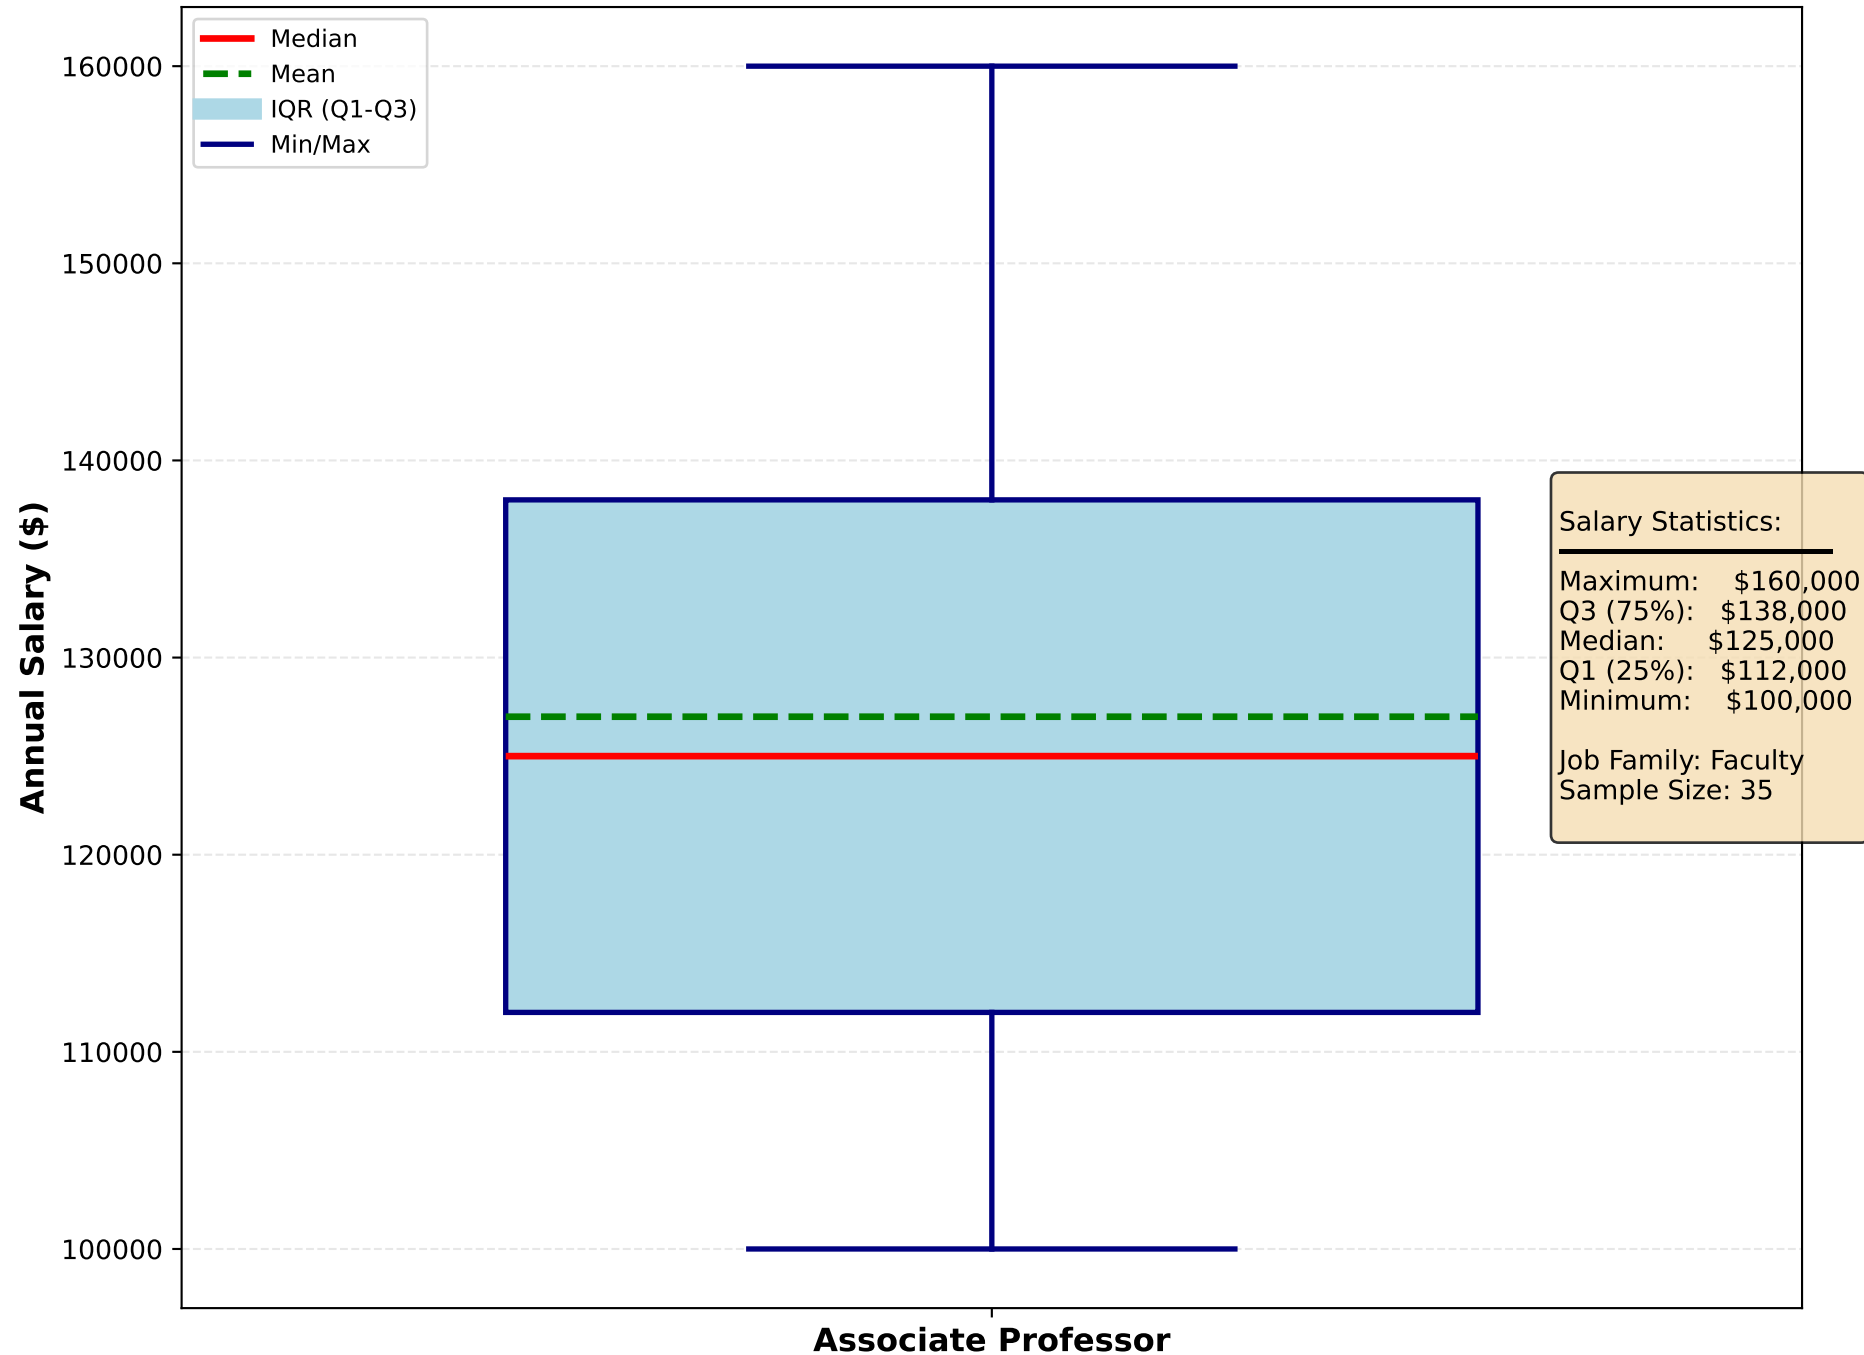 Median
Mean
IQR (Q1-Q3)
Min/Max
160000
150000
140000
130000
120000
110000
100000
Annual Salary ($)
Salary Statistics:
Maximum: $160,000
Q3 (75%): $138,000
Median: $125,000
Q1 (25%): $112,000
Minimum: $100,000
Job Family: Faculty
Sample Size: 35
Associate Professor